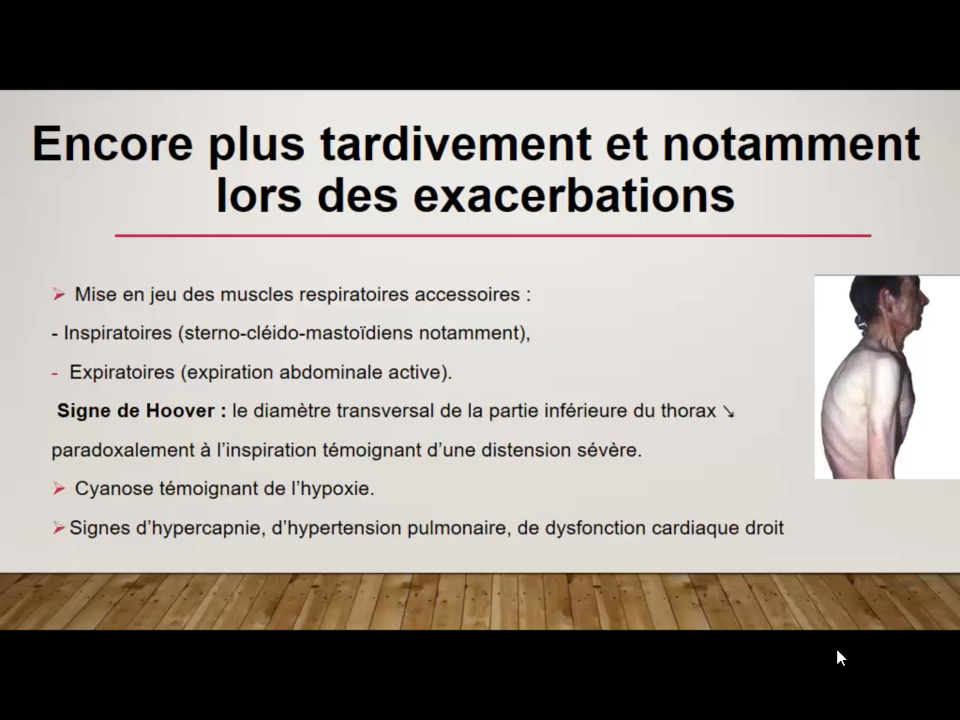 Encore plus tardivement et notamment
lors des exacerbations
➢ Mise en jeu des muscles respiratoires accessoires :
- Inspiratoires (sterno-cléido-mastoïdiens notamment),
- Expiratoires (expiration abdominale active).
Signe de Hoover : le diamètre transversal de la partie inférieure du thorax ↘
paradoxalement à l’inspiration témoignant d’une distension sévère.
➢ Cyanose témoignant de l’hypoxie.
➢Signes d’hypercapnie, d’hypertension pulmonaire, de dysfonction cardiaque droit